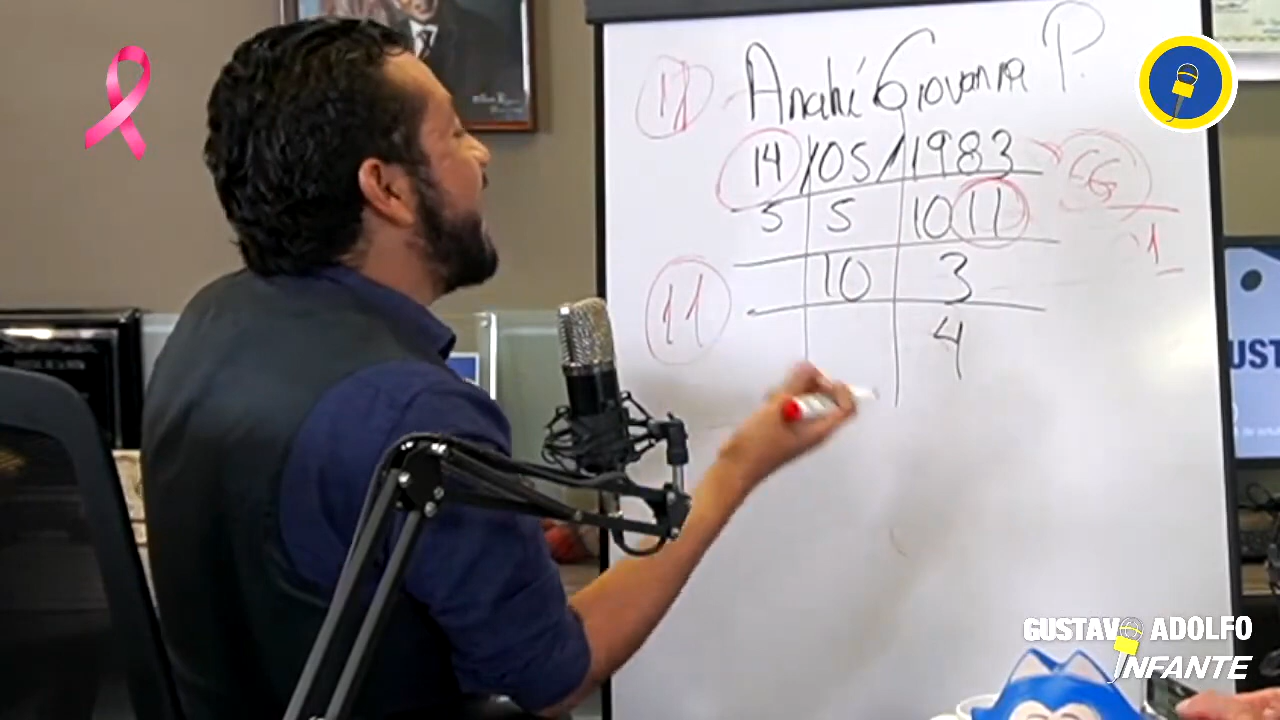 11 Anahí Giovanna P.
14/05/1983
5 5 10 11
1
11 10 3
4
UST
GUSTAVO ADOLFO
INFANTE